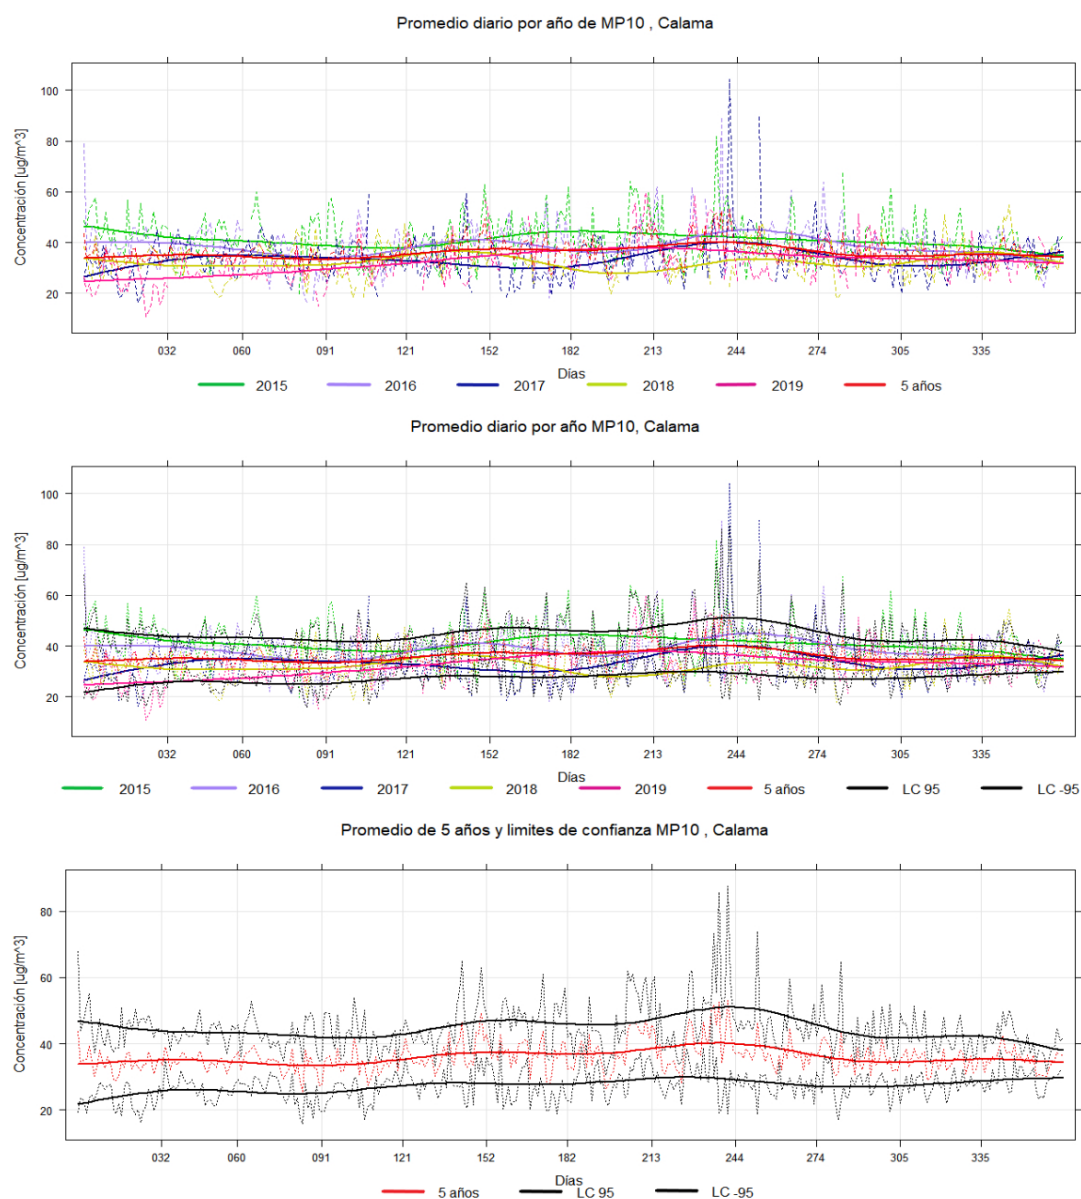 Promedio diario por año de MP10 , Calama
Concentración [ug/m^3]
100
80
60
40
20
032 060 091 121 152 182 213 244 274 305 335
Días
2015 2016 2017 2018 2019 5 años
Promedio diario por año MP10, Calama
Concentración [ug/m^3]
100
80
60
40
20
032 060 091 121 152 182 213 244 274 305 335
Días
2015 2016 2017 2018 2019 5 años LC 95 LC -95
Promedio de 5 años y limites de confianza MP10 , Calama
Concentración [ug/m^3]
80
60
40
20
032 060 091 121 152 182 213 244 274 305 335
Días
5 años LC 95 LC -95